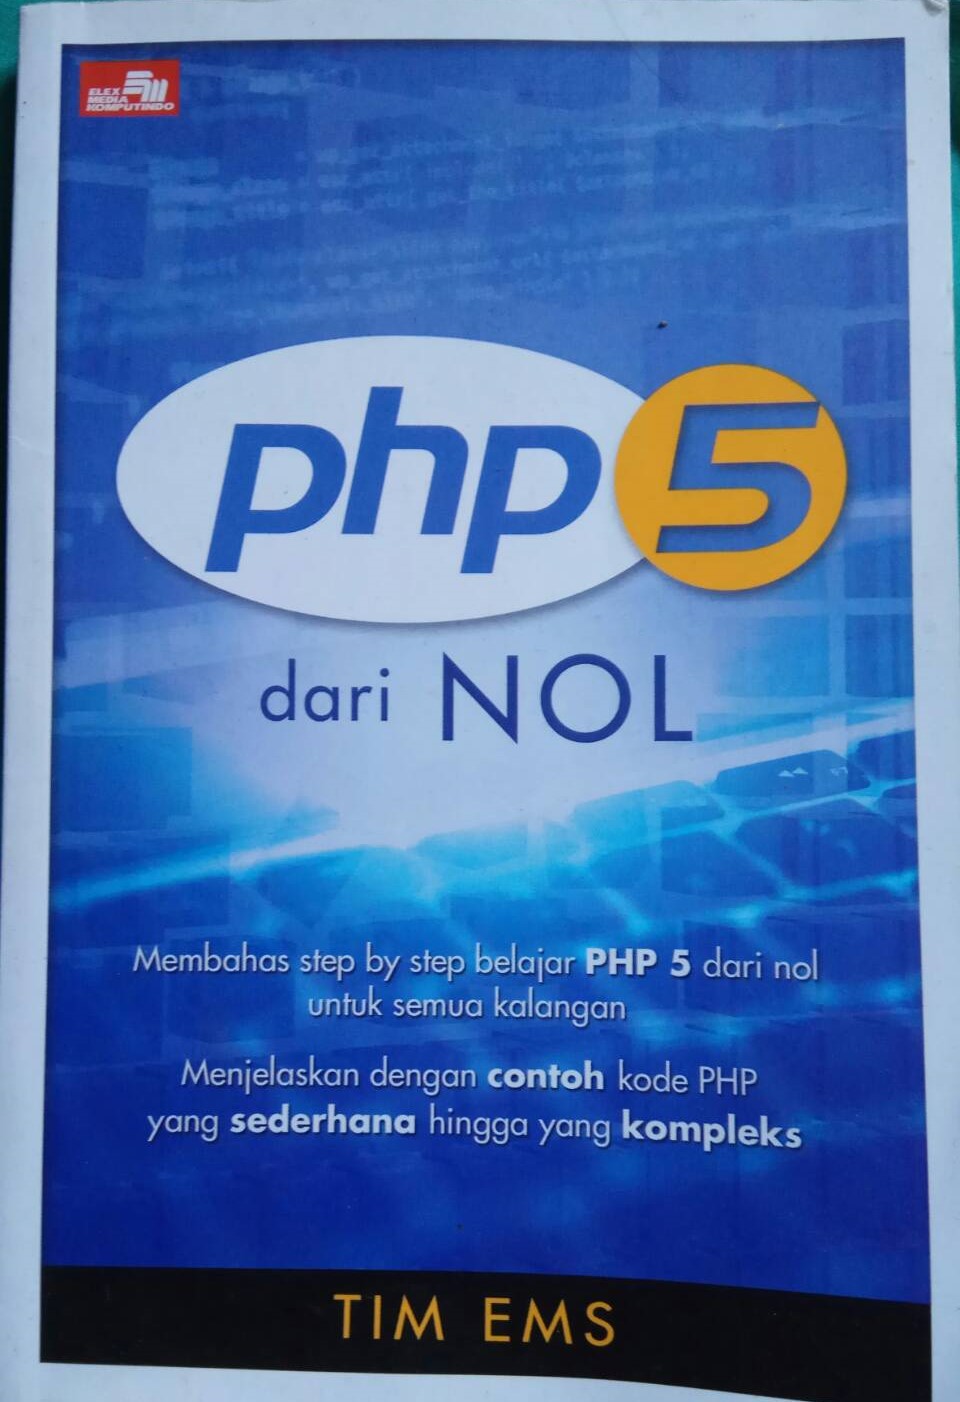 ELEX
MEDIA
KOMPUTINDO
php 5
dari NOL
Membahas step by step belajar PHP 5 dari nol
untuk semua kalangan
Menjelaskan dengan contoh kode PHP
yang sederhana hingga yang kompleks
TIM EMS